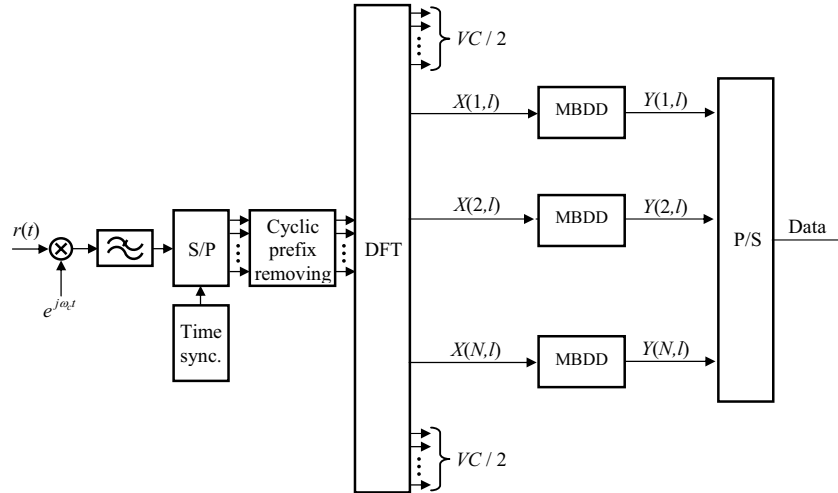 VC / 2
X(1,l)
MBDD
Y(1,l)
X(2,l)
MBDD
Y(2,l)
r(t)
S/P
Cyclic
prefix
removing
DFT
P/S
Data
e^{jω_c t}
Time
sync.
X(N,l)
MBDD
Y(N,l)
VC / 2